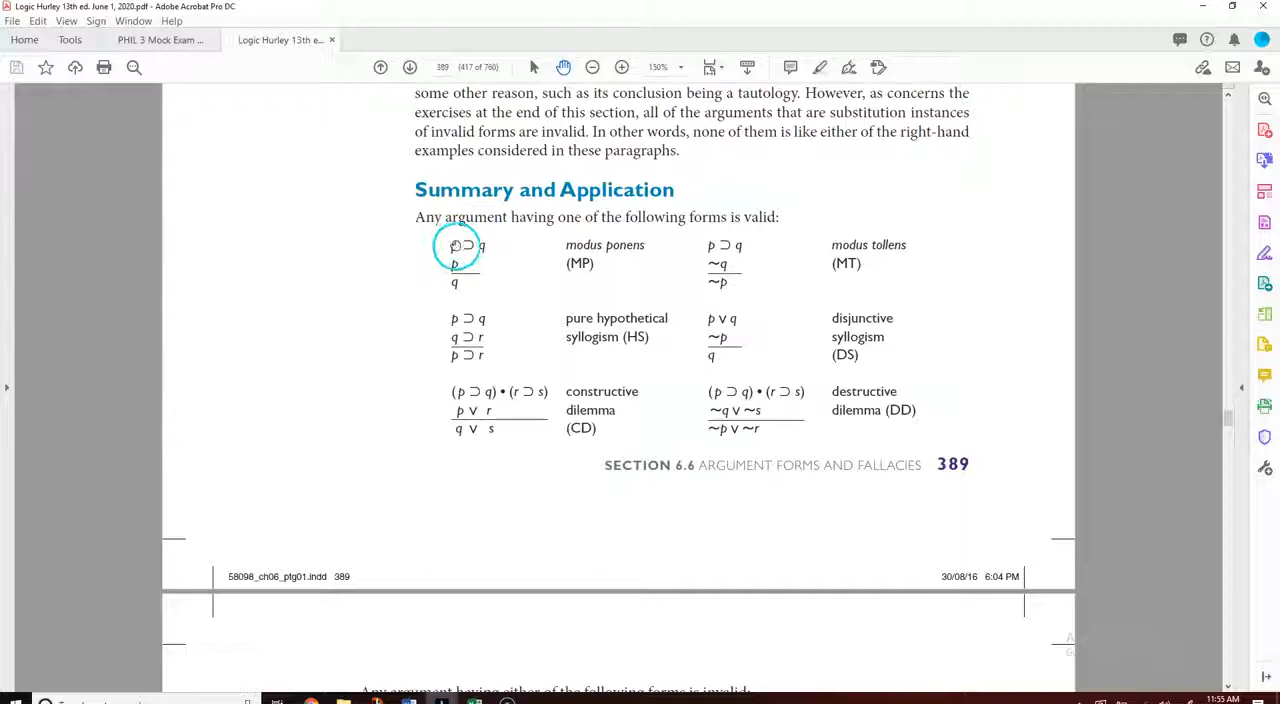 Logic Hurley 13th ed. June 1, 2020.pdf - Adobe Acrobat Pro DC
File Edit View Sign Window Help
Home Tools PHIL 3 Mock Exam ... Logic Hurley 13th e... ×
389 (417 of 760) 150%
some other reason, such as its conclusion being a tautology. However, as concerns the
exercises at the end of this section, all of the arguments that are substitution instances
of invalid forms are invalid. In other words, none of them is like either of the right-hand
examples considered in these paragraphs.
Summary and Application
Any argument having one of the following forms is valid:
p ⊃ q modus ponens p ⊃ q modus tollens
p (MP) ~q (MT)
q ~p
p ⊃ q pure hypothetical p v q disjunctive
q ⊃ r syllogism (HS) ~p syllogism
p ⊃ r q (DS)
(p ⊃ q) • (r ⊃ s) constructive (p ⊃ q) • (r ⊃ s) destructive
p v r dilemma ~q v ~s dilemma (DD)
q v s (CD) ~p v ~r
SECTION 6.6 ARGUMENT FORMS AND FALLACIES 389
58098_ch06_ptg01.indd 389 30/08/16 6:04 PM
Any argument having either of the following forms is invalid:
11:55 AM